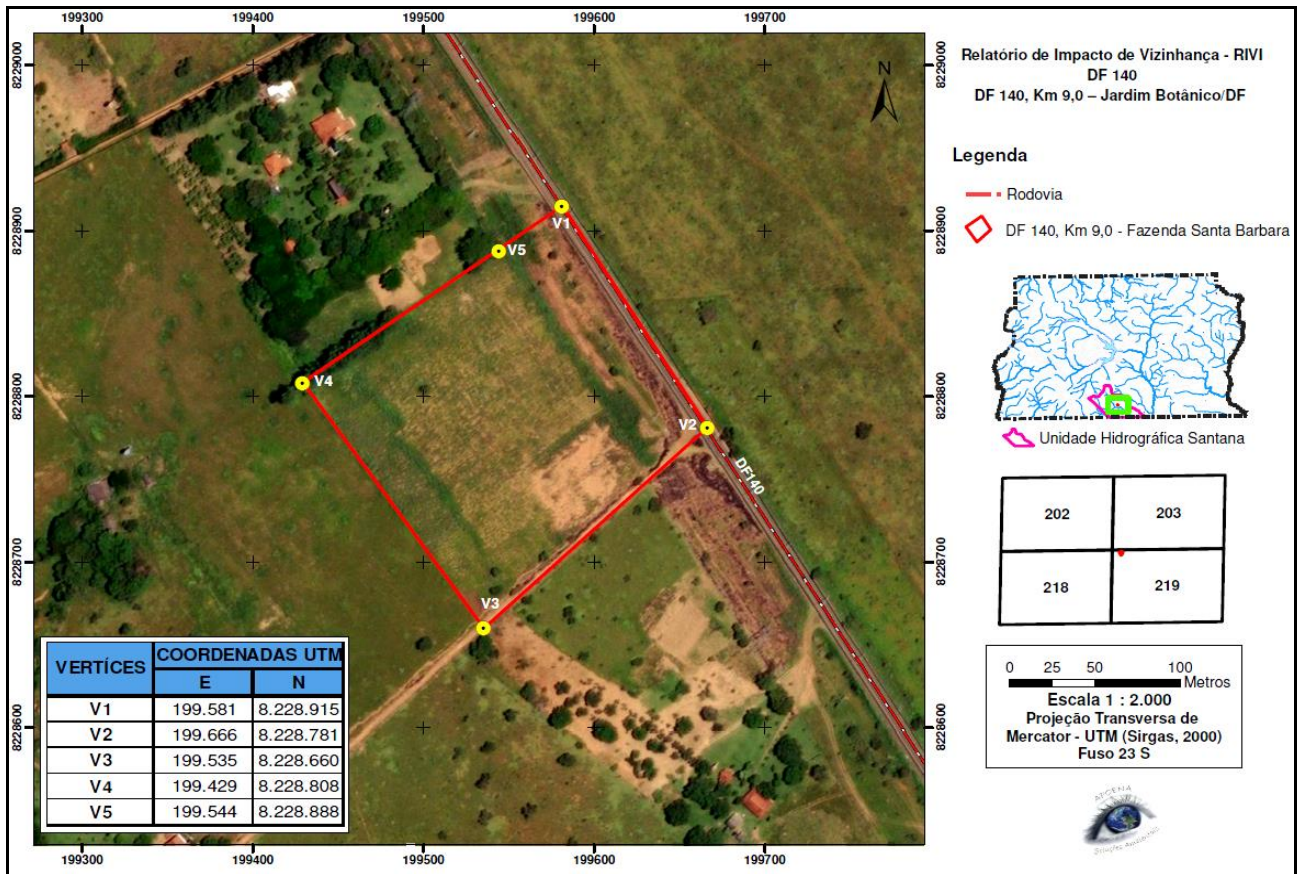 199300 199400 199500 199600 199700
8229000 8229000
8228900 8228900
8228800 8228800
8228700 8228700
8228600 8228600
N
V1
V5
V4
V2
DF140
V3
VERTÍCES COORDENADAS UTM
E N
V1 199.581 8.228.915
V2 199.666 8.228.781
V3 199.535 8.228.660
V4 199.429 8.228.808
V5 199.544 8.228.888
199300 199400 199500 199600 199700
Relatório de Impacto de Vizinhança - RIVI
DF 140
DF 140, Km 9,0 – Jardim Botânico/DF
Legenda
Rodovia
DF 140, Km 9,0 - Fazenda Santa Barbara
Unidade Hidrográfica Santana
202 203
218 219
0 25 50 100
Metros
Escala 1 : 2.000
Projeção Transversa de
Mercator - UTM (Sirgas, 2000)
Fuso 23 S